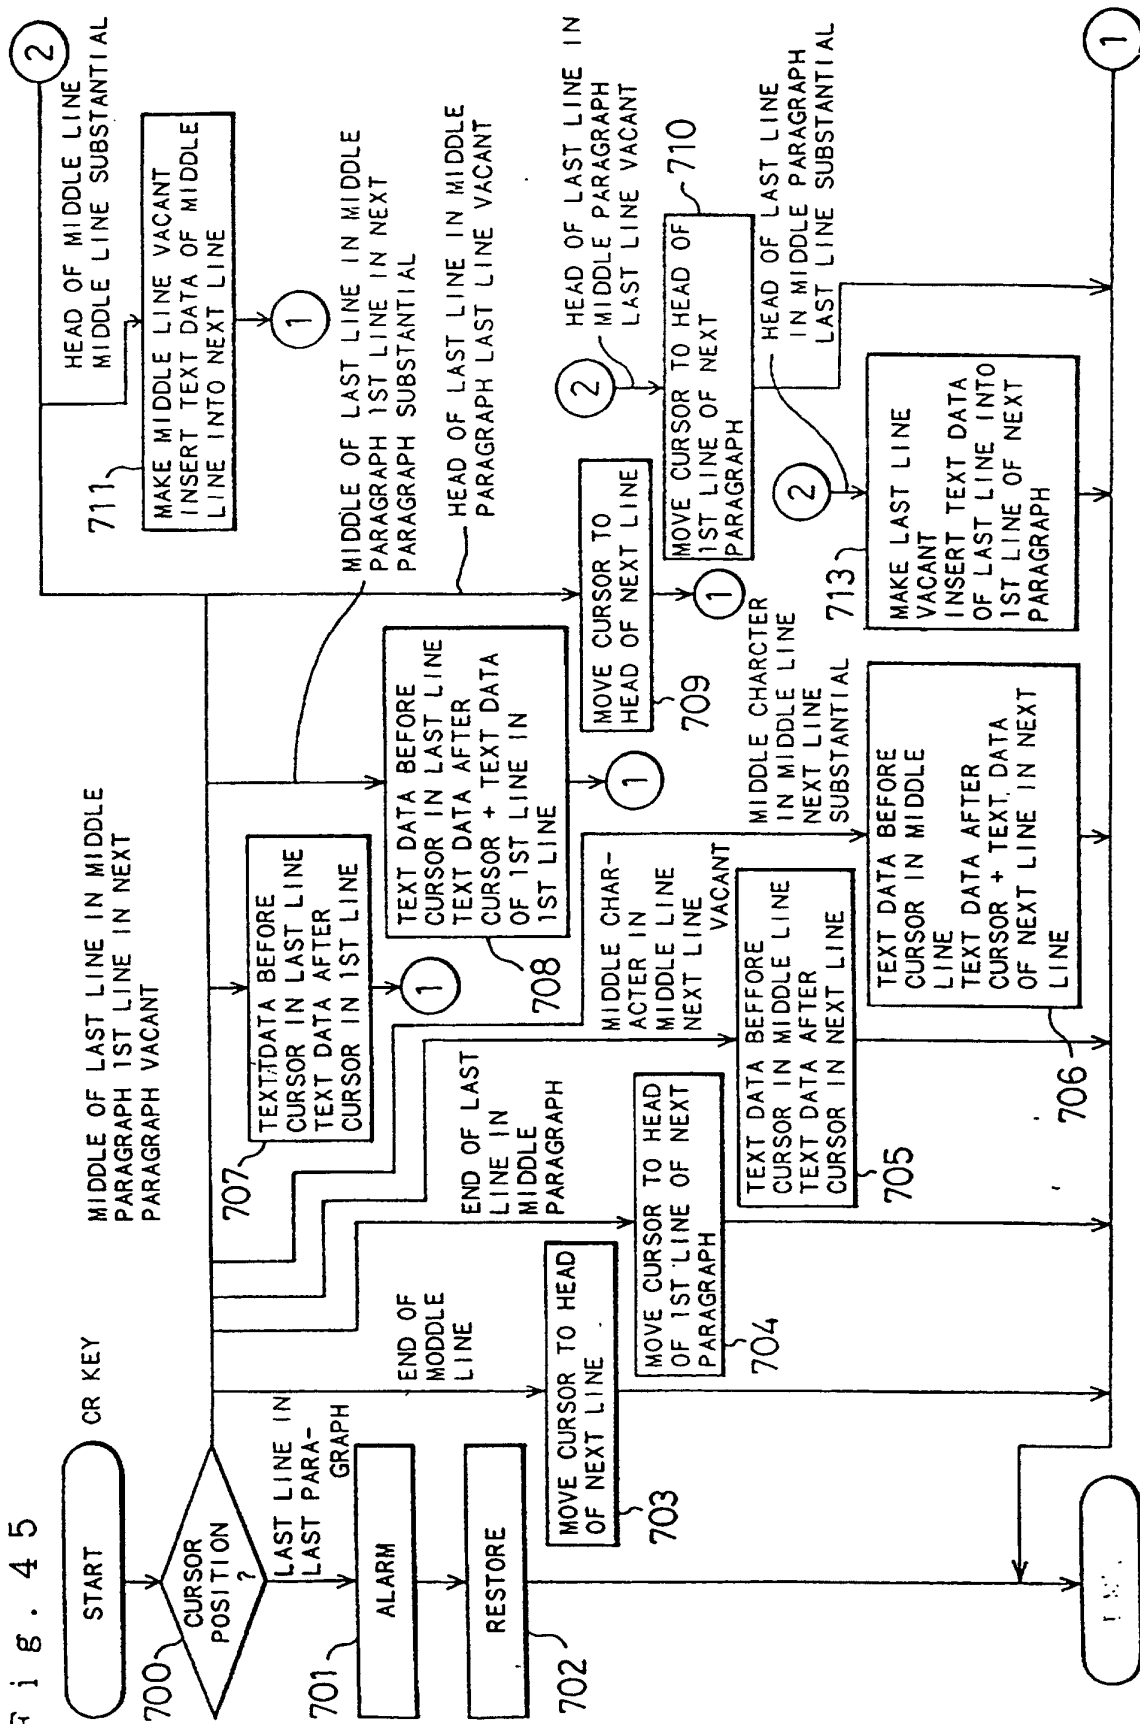 Fig. 45
START
CR KEY
700
CURSOR
POSITION
?
LAST LINE IN
LAST PARA-
GRAPH
701
ALARM
RESTORE
702
END OF
MODDLE
LINE
MOVE CURSOR TO HEAD
OF NEXT LINE
703
END OF LAST
LINE IN
MIDDLE
PARAGRAPH
MOVE CURSOR TO HEAD
OF 1ST LINE OF NEXT
PARAGRAPH
704
MIDDLE CHAR-
ACTER IN
MIDDLE LINE
NEXT LINE
VACANT
TEXT DATA BEFFORE
CURSOR IN MIDDLE LINE
TEXT DATA AFTER
CURSOR IN NEXT LINE
705
MIDDLE CHARCTER
IN MIDDLE LINE
NEXT LINE
SUBSTANTIAL
TEXT DATA BEFORE
CURSOR IN MIDDLE
LINE
TEXT DATA AFTER
CURSOR + TEXT DATA
OF NEXT LINE IN NEXT
LINE
706
MIDDLE OF LAST LINE IN MIDDLE
PARAGRAPH 1ST LINE IN NEXT
PARAGRAPH VACANT
707
TEXT DATA BEFORE
CURSOR IN LAST LINE
TEXT DATA AFTER
CURSOR IN 1ST LINE
1
MIDDLE OF LAST LINE IN MIDDLE
PARAGRAPH 1ST LINE IN NEXT
PARAGRAPH SUBSTANTIAL
TEXT DATA BEFORE
CURSOR IN LAST LINE
TEXT DATA AFTER
CURSOR + TEXT DATA
OF 1ST LINE IN
1ST LINE
708
1
HEAD OF LAST LINE IN MIDDLE
PARAGRAPH LAST LINE VACANT
MOVE CURSOR TO
HEAD OF NEXT LINE
709
1
2
HEAD OF MIDDLE LINE
MIDDLE LINE SUBSTANTIAL
711
MAKE MIDDLE LINE VACANT
INSERT TEXT DATA OF MIDDLE
LINE INTO NEXT LINE
1
2
HEAD OF LAST LINE IN
MIDDLE PARAGRAPH
LAST LINE VACANT
710
MOVE CURSOR TO HEAD OF
1ST LINE OF NEXT
PARAGRAPH
2
HEAD OF LAST LINE
IN MIDDLE PARAGRAPH
LAST LINE SUBSTANTIAL
713
MAKE LAST LINE
VACANT
INSERT TEXT DATA
OF LAST LINE INTO
1ST LINE OF NEXT
PARAGRAPH
1